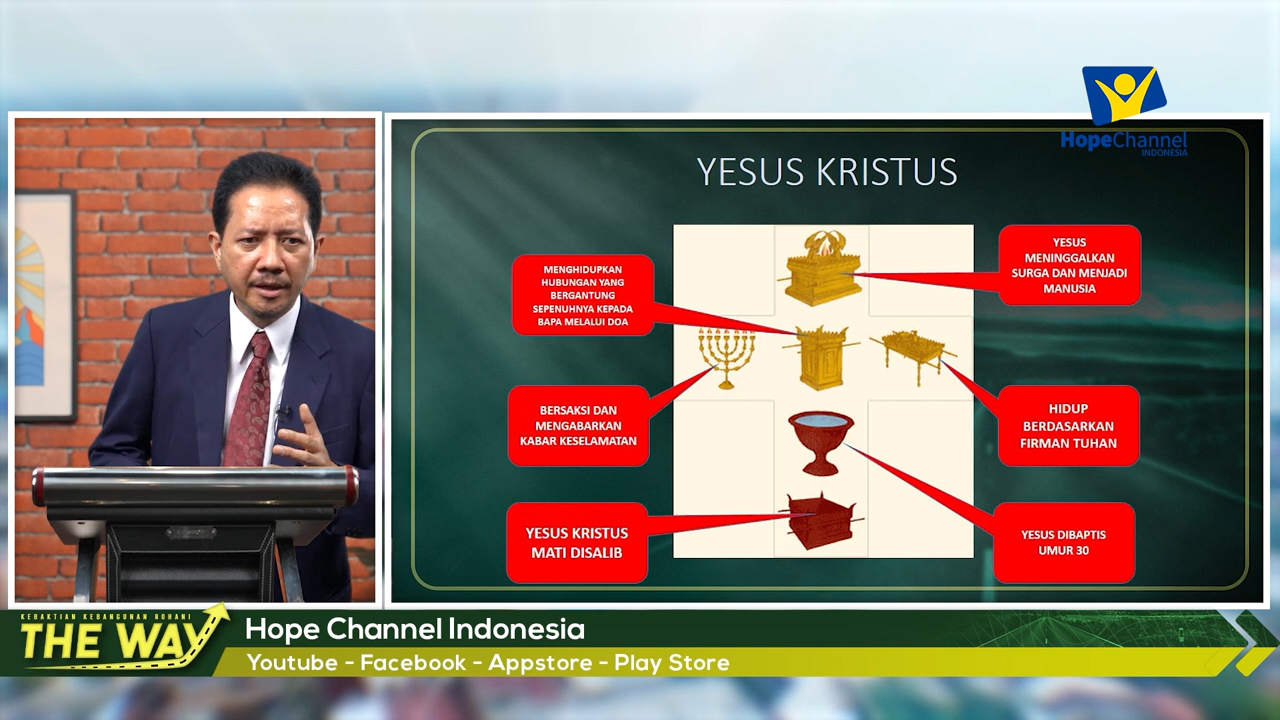 HopeChannel
INDONESIA
YESUS KRISTUS
MENGHIDUPKAN
HUBUNGAN YANG
BERGANTUNG
SEPENUHNYA KEPADA
BAPA MELALUI DOA
YESUS
MENINGGALKAN
SURGA DAN MENJADI
MANUSIA
BERSAKSI DAN
MENGABARKAN
KABAR KESELAMATAN
HIDUP
BERDASARKAN
FIRMAN TUHAN
YESUS KRISTUS
MATI DISALIB
YESUS DIBAPTIS
UMUR 30
KEBAKTIAN KEBANGUNAN ROHANI
THE WAY
Hope Channel Indonesia
Youtube - Facebook - Appstore - Play Store